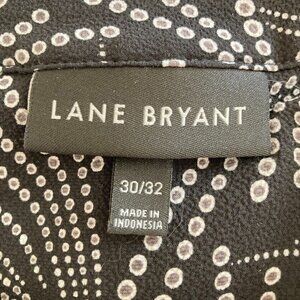 LANE BRYANT
30/32
MADE IN
INDONESIA